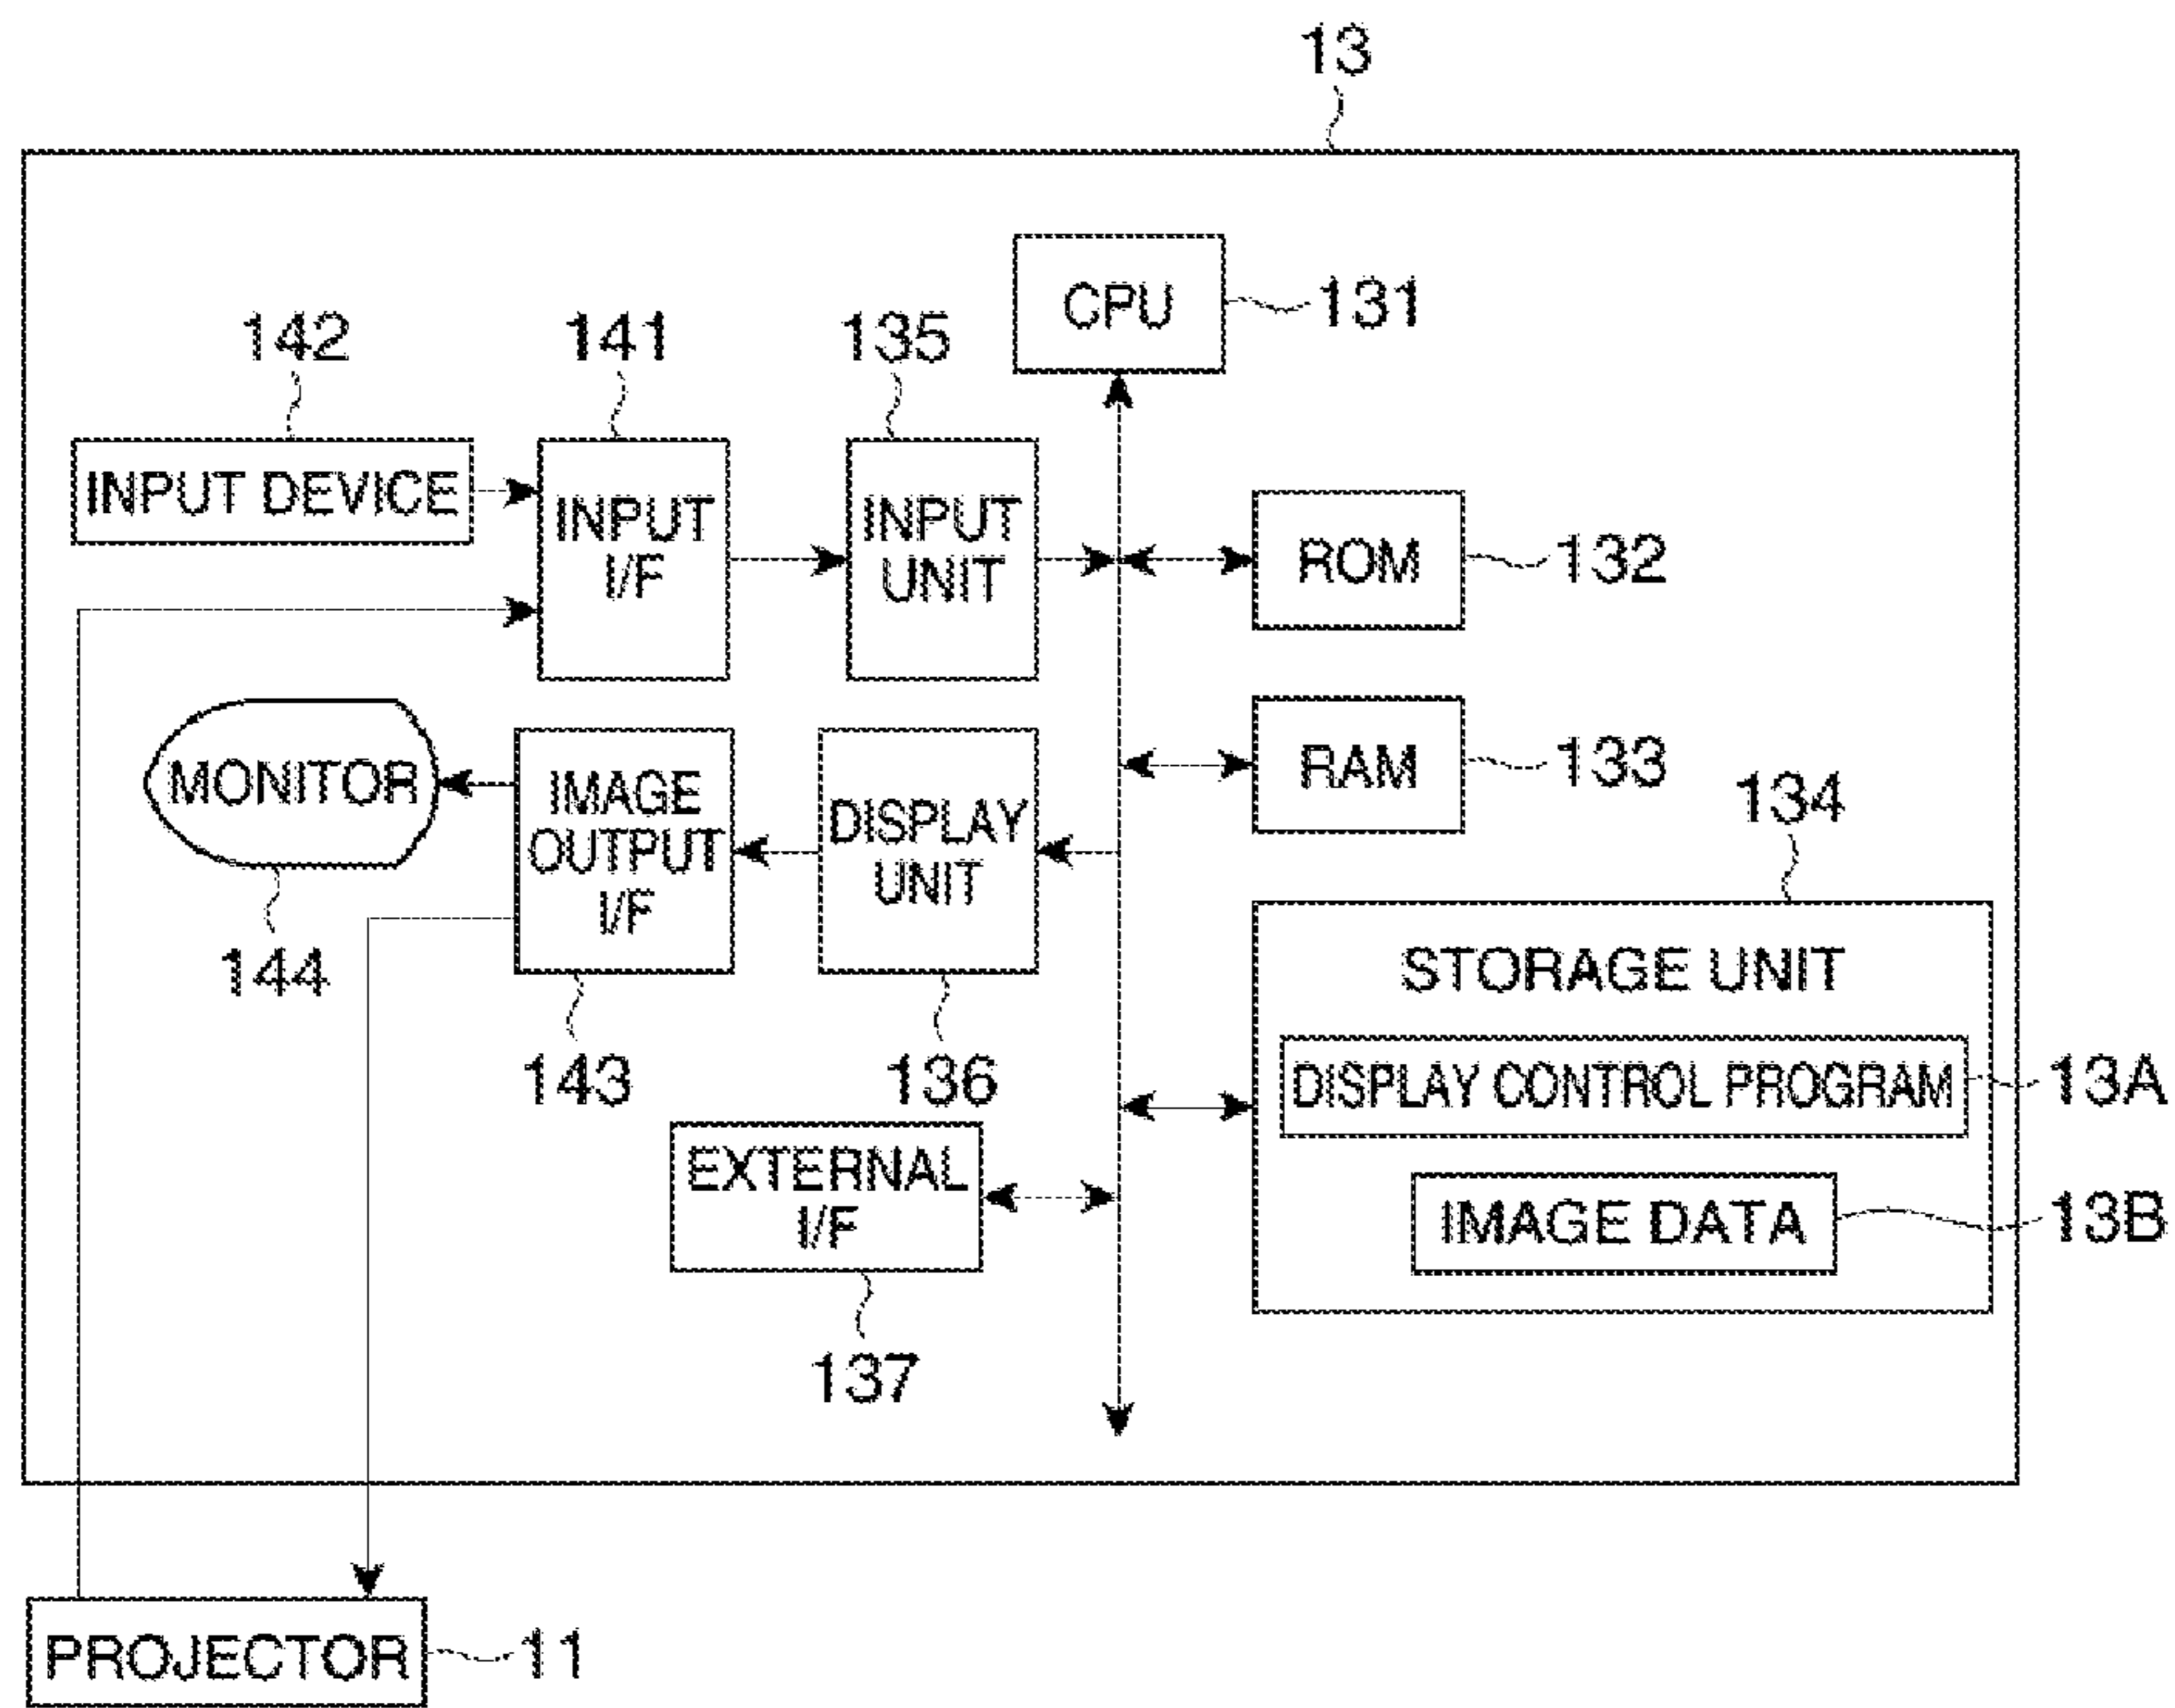 13
CPU
131
142
141
135
INPUT DEVICE
INPUT
I/F
INPUT
UNIT
ROM
132
MONITOR
144
IMAGE
OUTPUT
I/F
143
DISPLAY
UNIT
136
RAM
133
134
STORAGE UNIT
DISPLAY CONTROL PROGRAM
13A
IMAGE DATA
13B
EXTERNAL
I/F
137
PROJECTOR
11